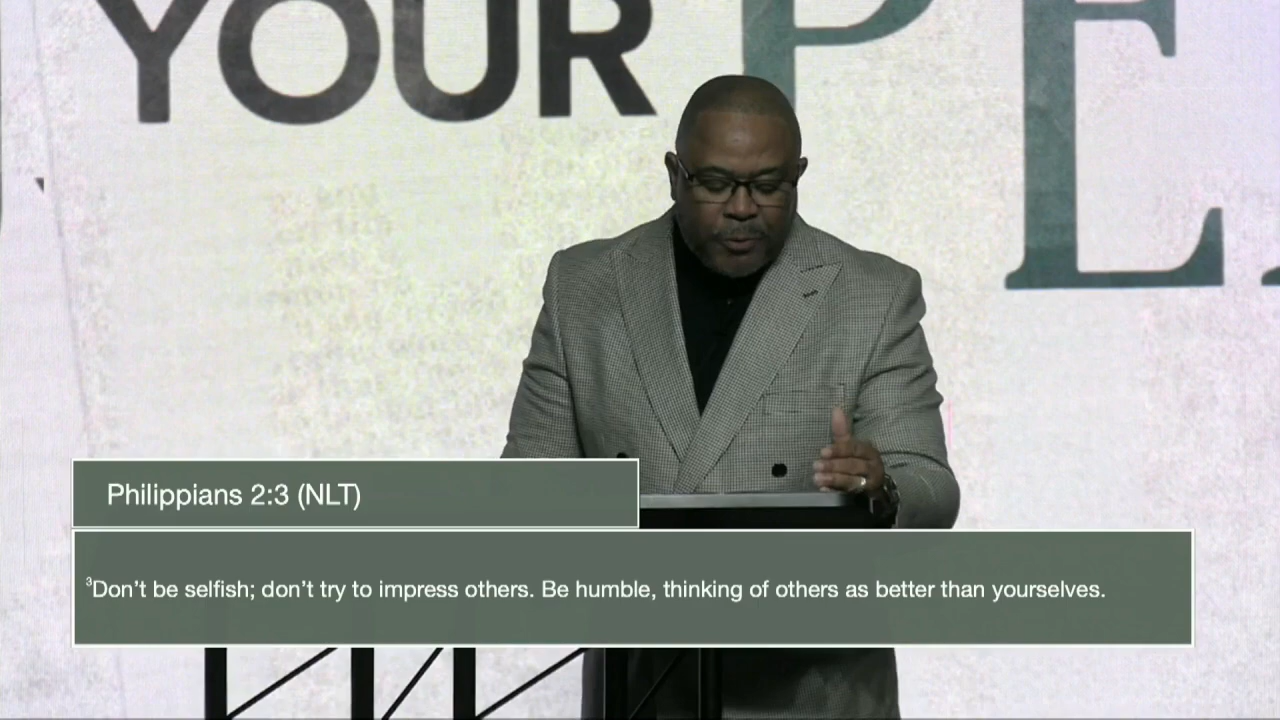 YOUR PE
Philippians 2:3 (NLT)
³Don’t be selfish; don’t try to impress others. Be humble, thinking of others as better than yourselves.